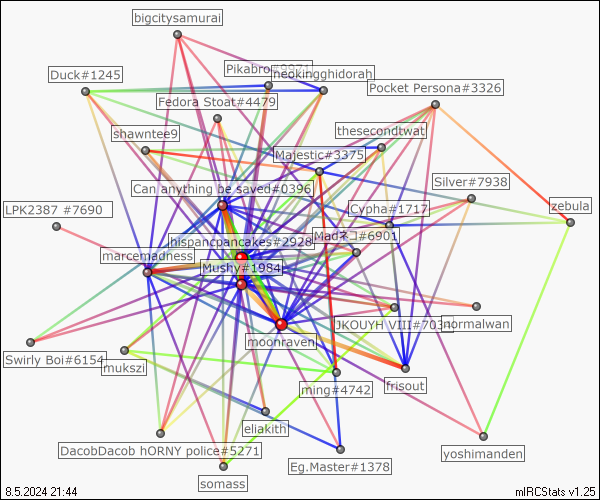 bigcitysamurai
Pikabro#9971
Duck#1245
neokingghidorah
Pocket Persona#3326
Fedora Stoat#4479
shawntee9
thesecondtwat
Majestic#3375
Silver#7938
Can anything be saved#0396
LPK2387 #7690
Cypha#1717
zebula
hispancpancakes#2928
Madネコ#6901
marcemadness
Mushy#1984
JKOUYH VIII#703
normalwan
moonraven
Swirly Boi#6154
mukszi
ming#4742
frisout
eliakith
DacobDacob hORNY police#5271
yoshimanden
Eg.Master#1378
somass
8.5.2024 21:44
mIRCStats v1.25